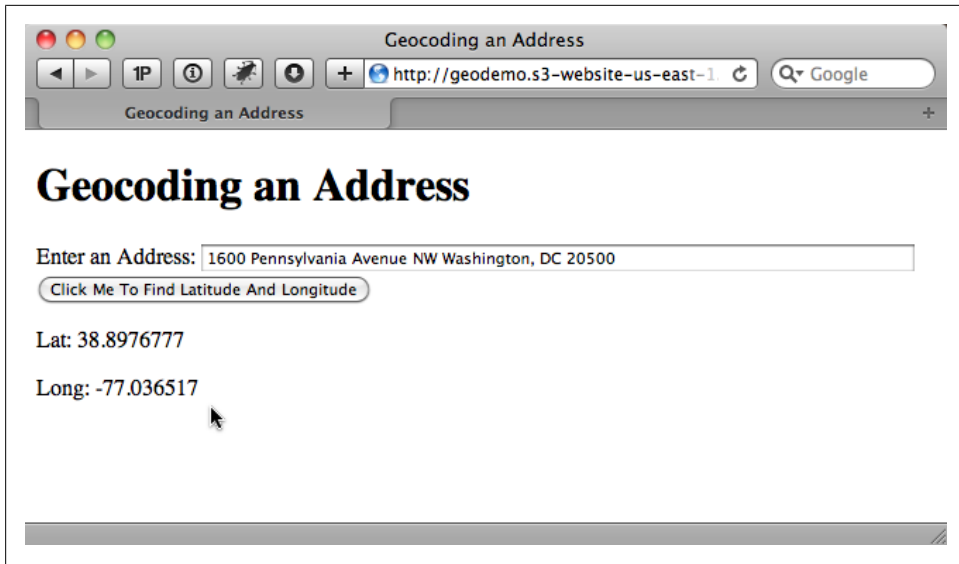 Geocoding an Address
1P
http://geodemo.s3-website-us-east-1.
Google
Geocoding an Address
Geocoding an Address
Enter an Address: 1600 Pennsylvania Avenue NW Washington, DC 20500
Click Me To Find Latitude And Longitude
Lat: 38.8976777
Long: -77.036517